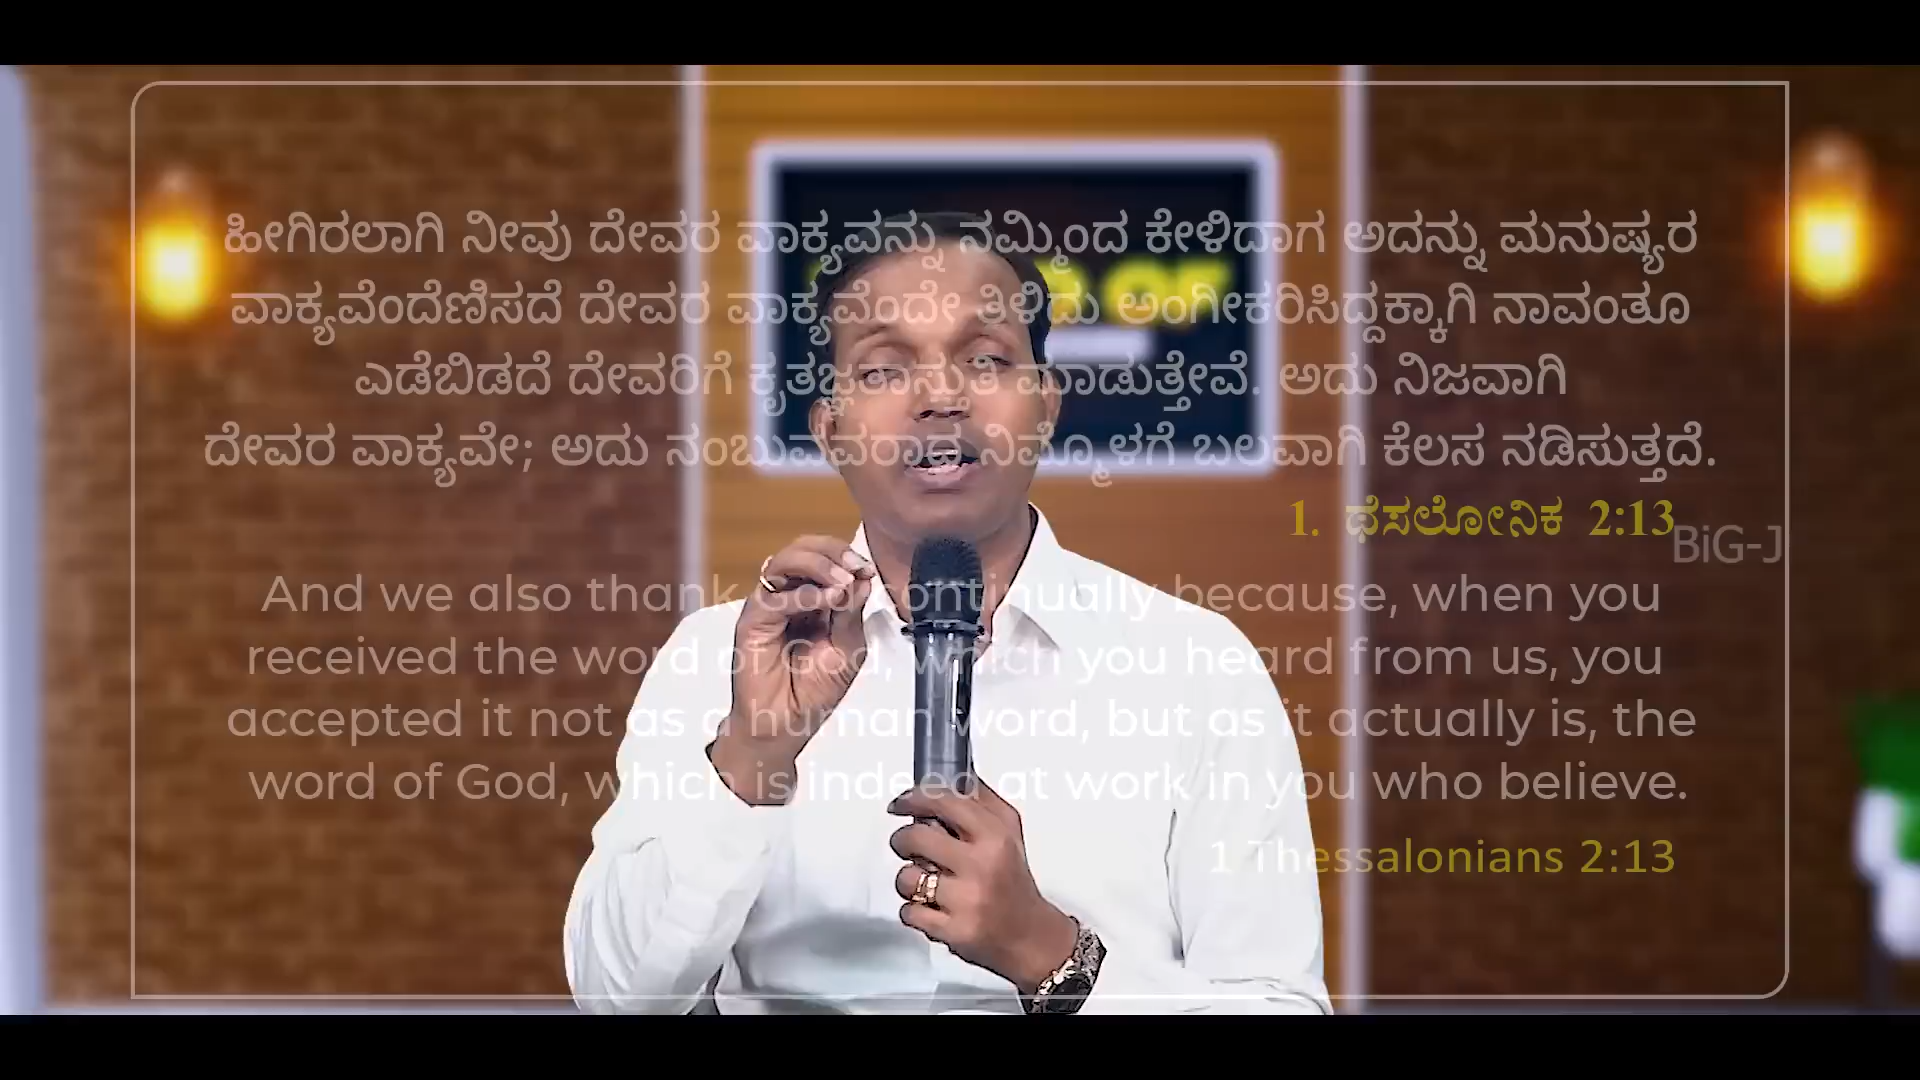 ಹೀಗಿರಲಾಗಿ ನೀವು ದೇವರ ವಾಕ್ಯವನ್ನು ನಮ್ಮಿಂದ ಕೇಳಿದಾಗ ಅದನ್ನು ಮನುಷ್ಯರ
ವಾಕ್ಯವೆಂದೆಣಿಸದೆ ದೇವರ ವಾಕ್ಯವೆಂದೇ ತಿಳಿದು ಅಂಗೀಕರಿಸಿದ್ದಕ್ಕಾಗಿ ನಾವಂತೂ
ಎಡೆಬಿಡದೆ ದೇವರಿಗೆ ಮಾಡುತ್ತೇವೆ. ಅದು ನಿಜವಾಗಿ
ದೇವರ ವಾಕ್ಯವೇ; ಅದು ನಂಬುವವರಾದ ನಿಮ್ಮೊಳಗೆ ಬಲವಾಗಿ ಕೆಲಸ ನಡಿಸುತ್ತದೆ.
1. ಥೆಸಲೋನಿಕ 2:13
BiG-J
And we also thank God continually because, when you
received the word of God, which you heard from us, you
accepted it not as a human word, but as it actually is, the
word of God, which is indeed at work in you who believe.
1 Thessalonians 2:13